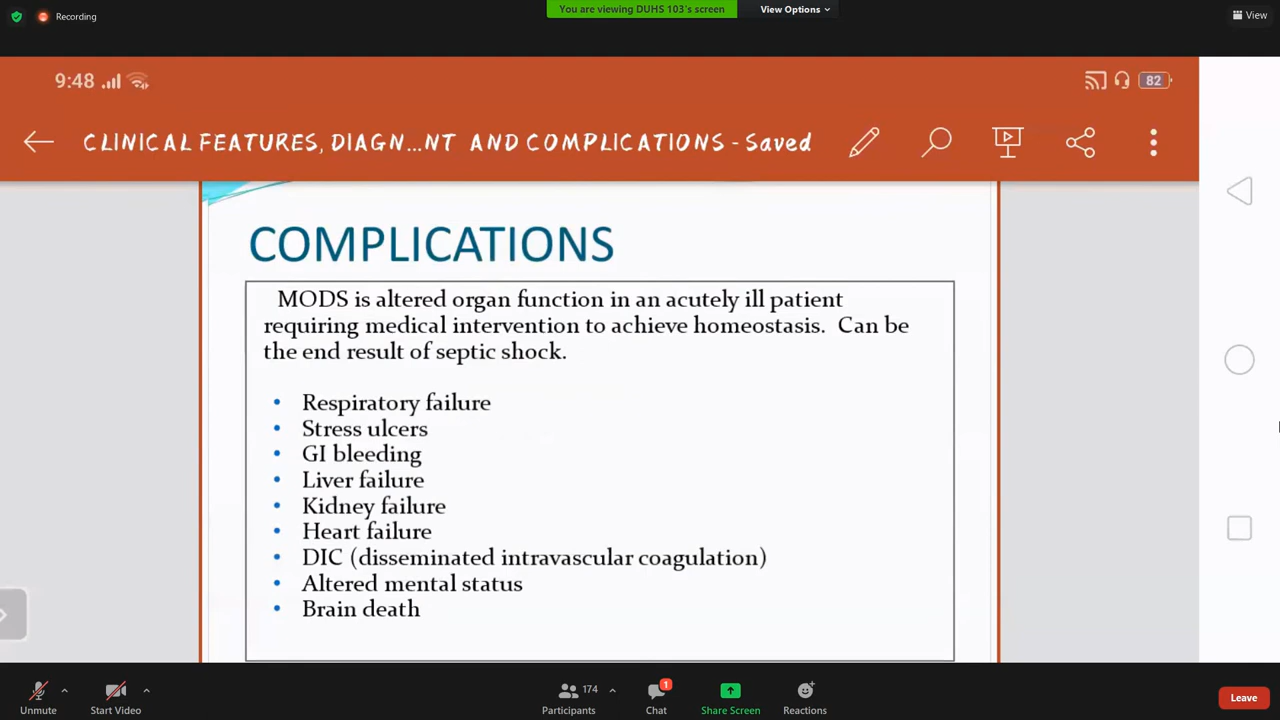 Recording
You are viewing DUHS 103's screen
View Options
View
9:48
82
CLINICAL FEATURES, DIAGN...NT AND COMPLICATIONS - Saved
COMPLICATIONS
MODS is altered organ function in an acutely ill patient
requiring medical intervention to achieve homeostasis. Can be
the end result of septic shock.
• Respiratory failure
• Stress ulcers
• GI bleeding
• Liver failure
• Kidney failure
• Heart failure
• DIC (disseminated intravascular coagulation)
• Altered mental status
• Brain death
Unmute
Start Video
174
Participants
1
Chat
Share Screen
Reactions
Leave